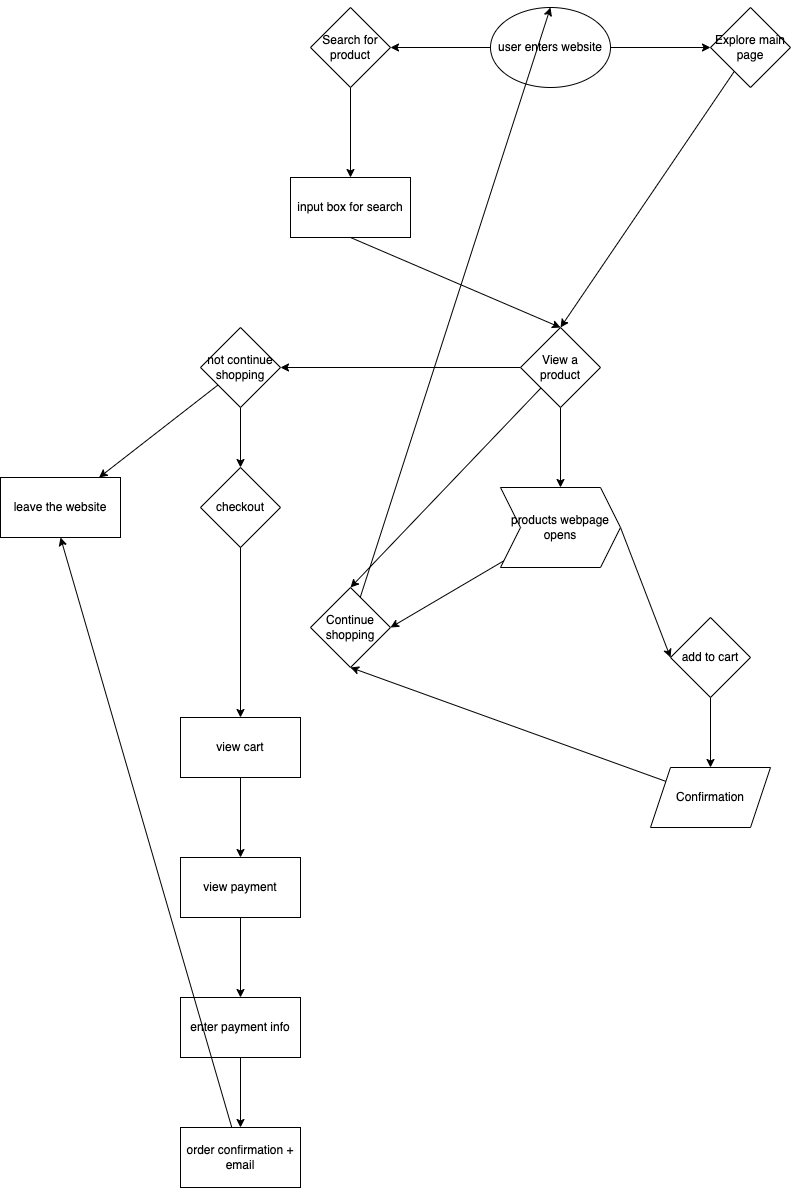 Search for
product
user enters website
Explore main
page
input box for search
not continue
shopping
View a
product
leave the website
checkout
products webpage
opens
Continue
shopping
add to cart
view cart
Confirmation
view payment
enter payment info
order confirmation +
email